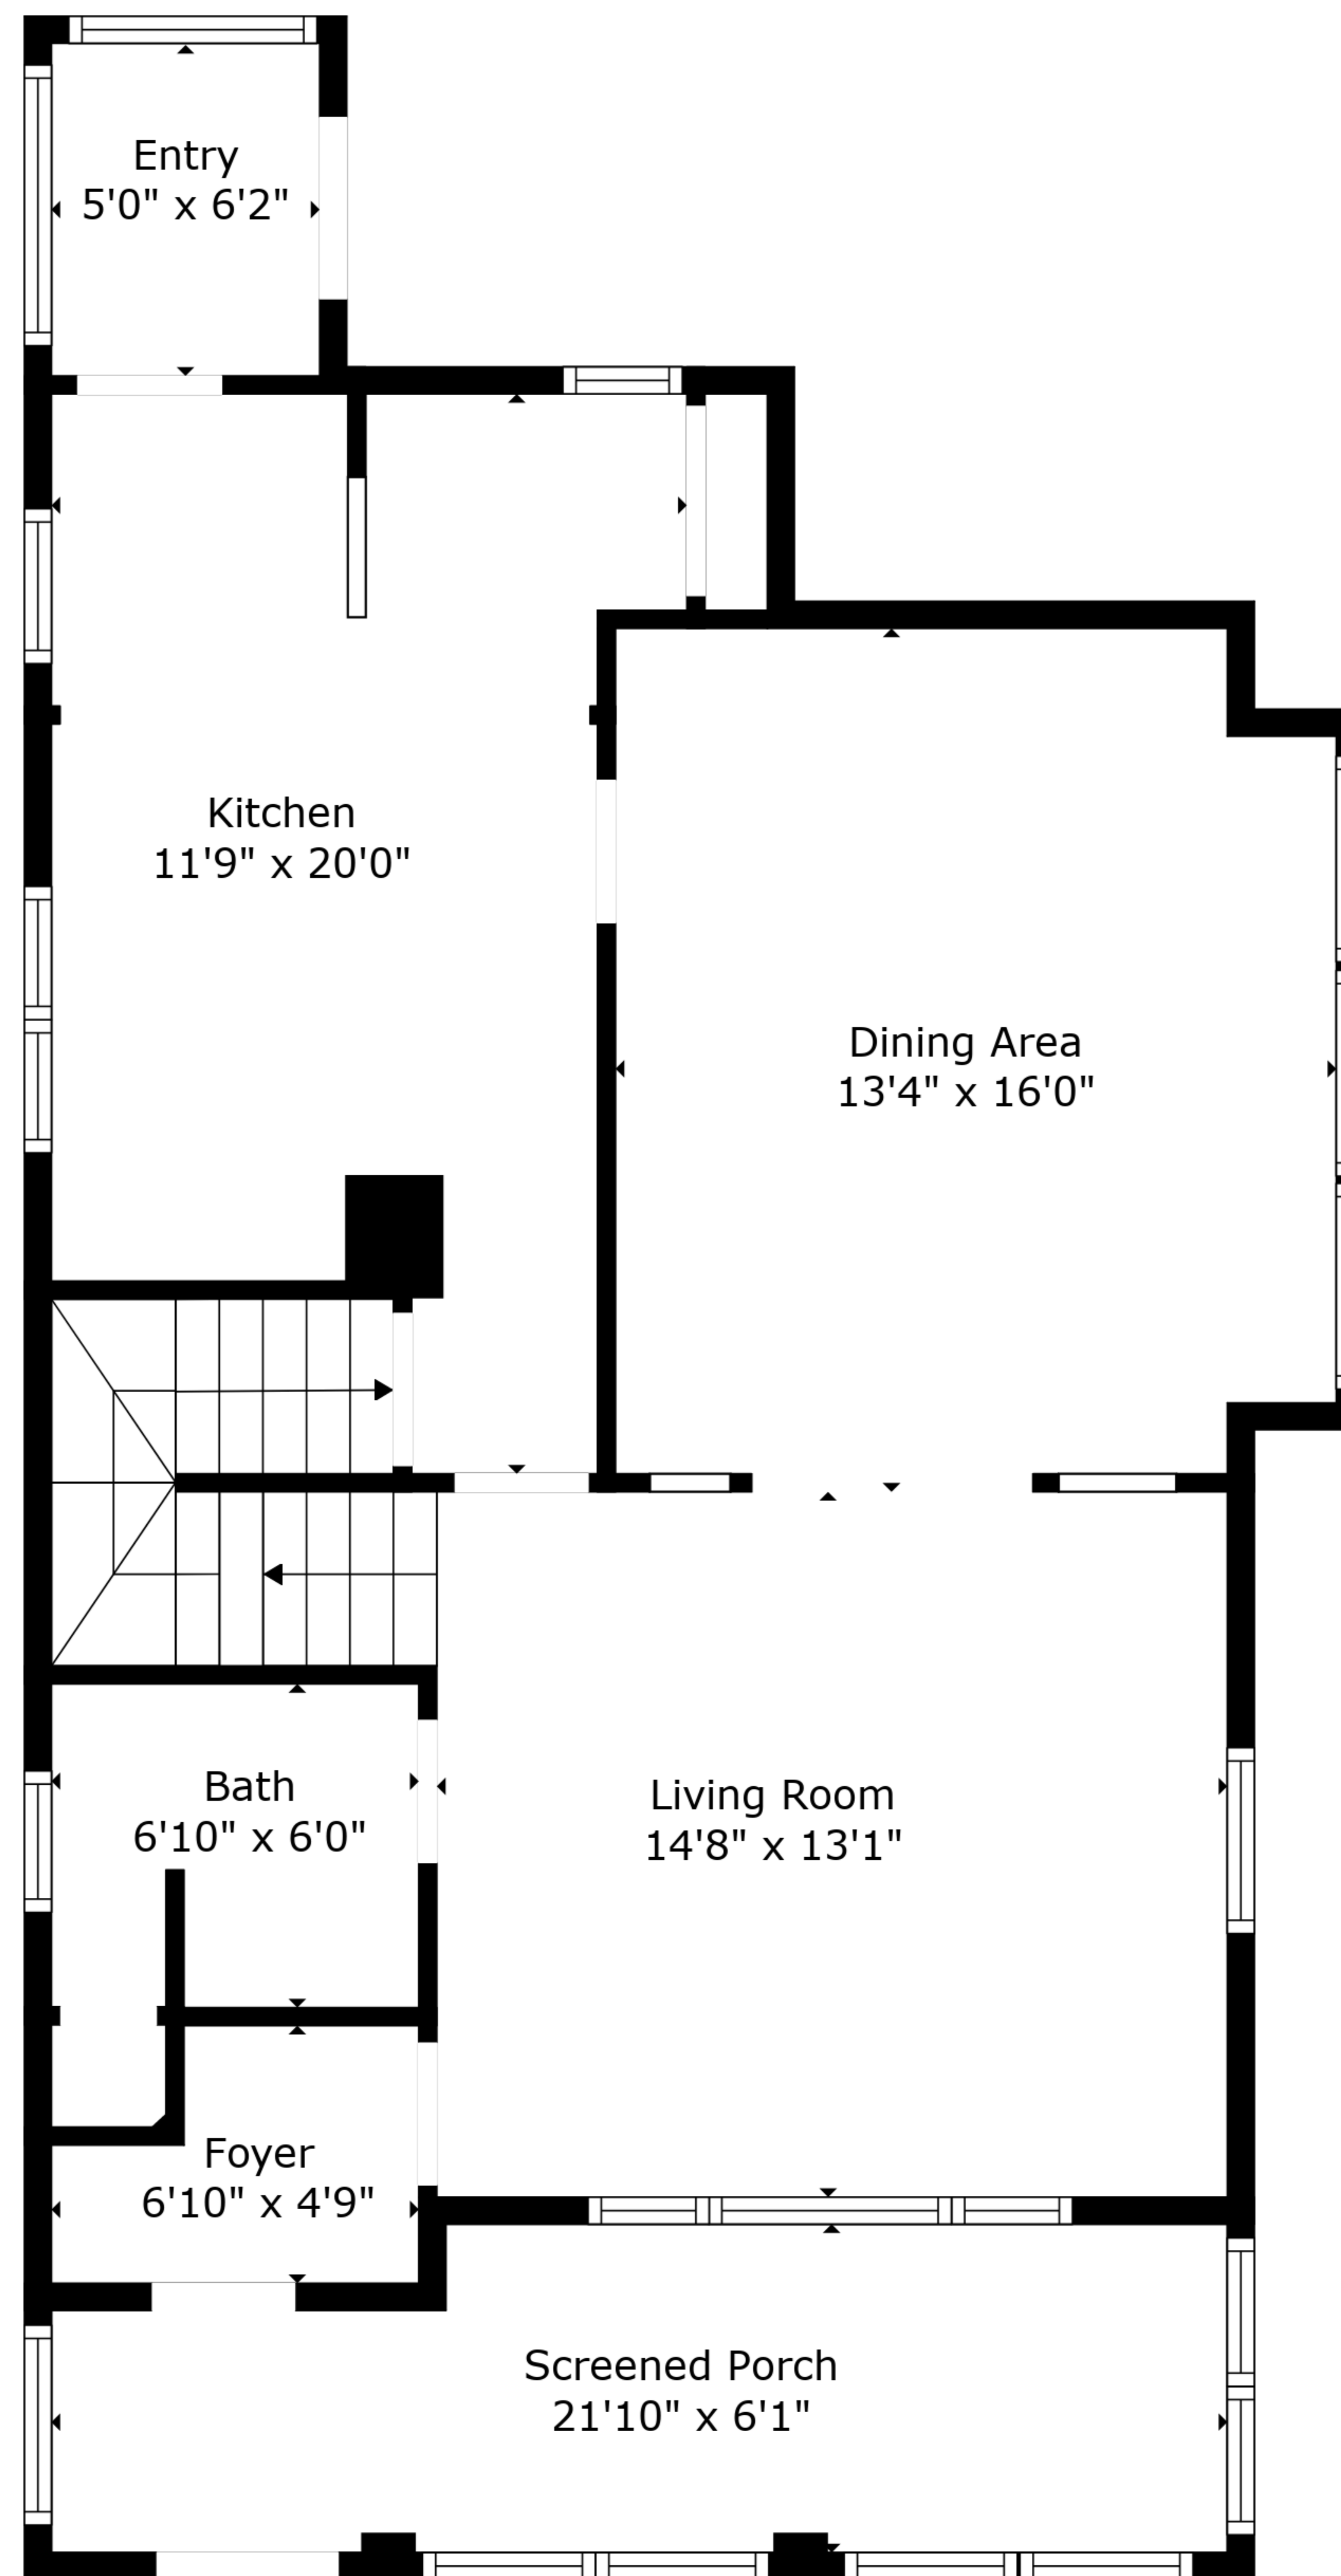 Entry
5'0" x 6'2"
Kitchen
11'9" x 20'0"
Dining Area
13'4" x 16'0"
Bath
6'10" x 6'0"
Living Room
14'8" x 13'1"
Foyer
6'10" x 4'9"
Screened Porch
21'10" x 6'1"